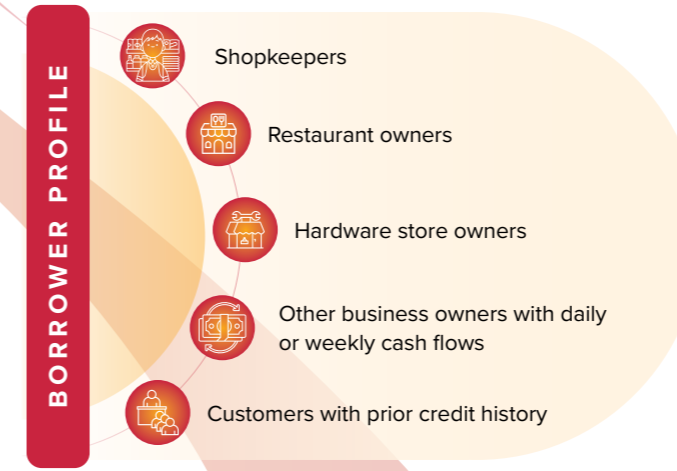 BORROWER PROFILE
Shopkeepers
Restaurant owners
Hardware store owners
Other business owners with daily
or weekly cash flows
Customers with prior credit history